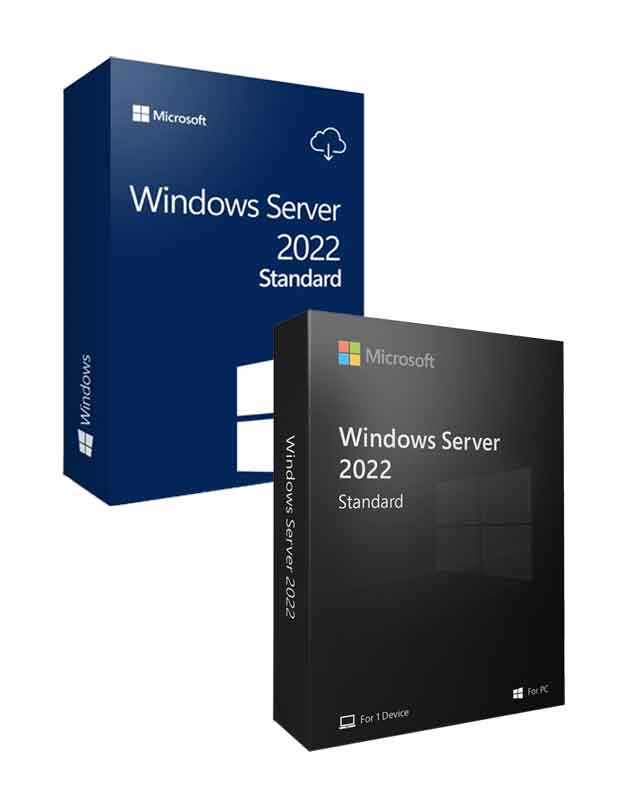 Microsoft
Windows Server
2022
Standard
Windows
Microsoft
Windows Server
2022
Standard
Windows Server 2022
For 1 Device
For PC